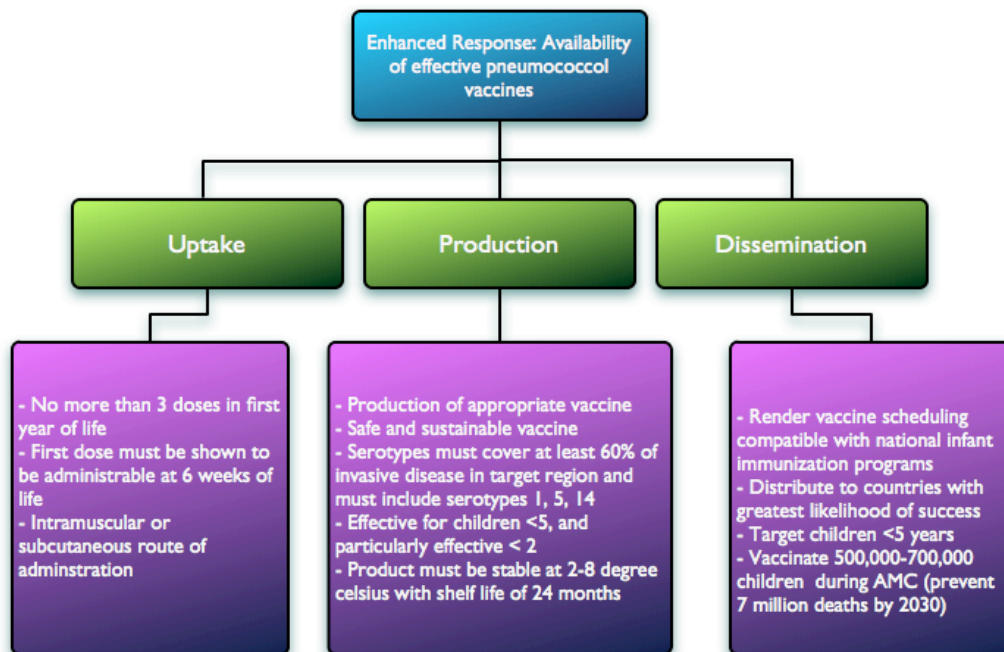 Enhanced Response: Availability
of effective pneumococcol
vaccines
Uptake
Production
Dissemination
- No more than 3 doses in first
year of life
- First dose must be shown to
be administrable at 6 weeks of
life
- Intramuscular or
subcutaneous route of
adminstration
- Production of appropriate vaccine
- Safe and sustainable vaccine
- Serotypes must cover at least 60% of
invasive disease in target region and
must include serotypes 1, 5, 14
- Effective for children <5, and
particularly effective < 2
- Product must be stable at 2-8 degree
celsius with shelf life of 24 months
- Render vaccine scheduling
compatible with national infant
immunization programs
- Distribute to countries with
greatest likelihood of success
- Target children <5 years
- Vaccinate 500,000-700,000
children during AMC (prevent
7 million deaths by 2030)